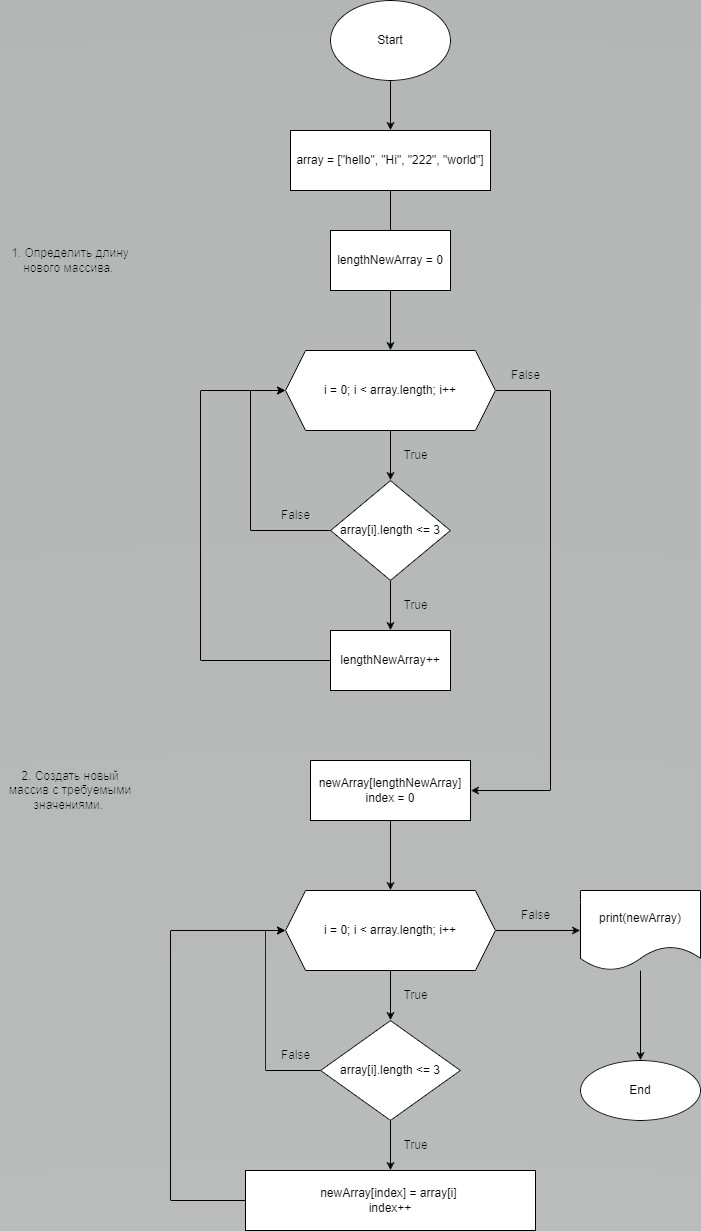 Start
array = ["hello", "Hi", "222", "world"]
1. Определить длину
нового массива.
lengthNewArray = 0
i = 0; i < array.length; i++
False
True
array[i].length <= 3
False
True
lengthNewArray++
2. Создать новый
массив с требуемыми
значениями.
newArray[lengthNewArray]
index = 0
i = 0; i < array.length; i++
False
print(newArray)
True
array[i].length <= 3
False
End
True
newArray[index] = array[i]
index++